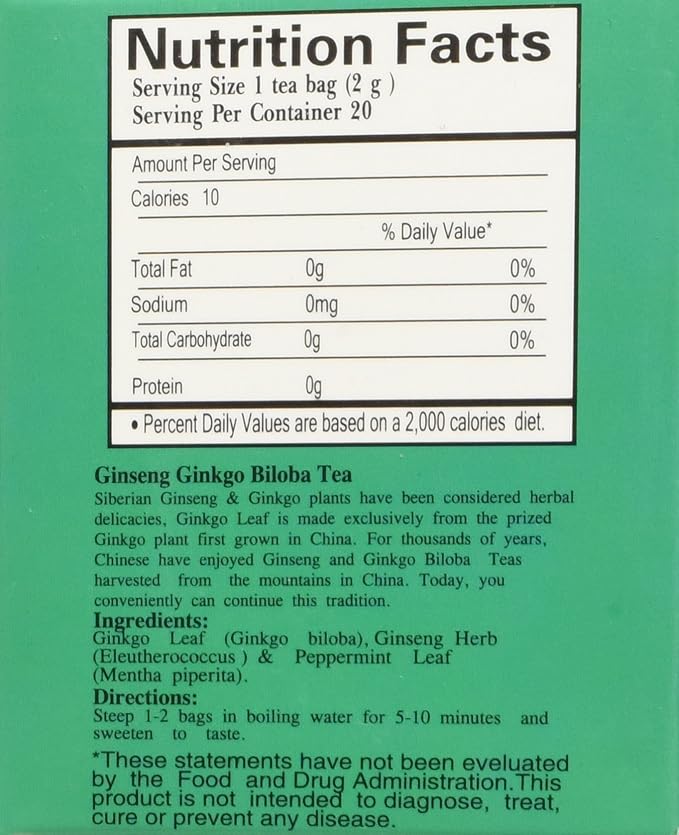 Nutrition Facts
Serving Size 1 tea bag (2 g )
Serving Per Container 20
Amount Per Serving
Calories 10
% Daily Value*
Total Fat 0g 0%
Sodium 0mg 0%
Total Carbohydrate 0g 0%
Protein 0g
• Percent Daily Values are based on a 2,000 calories diet.
Ginseng Ginkgo Biloba Tea
Siberian Ginseng & Ginkgo plants have been considered herbal
delicacies, Ginkgo Leaf is made exclusively from the prized
Ginkgo plant first grown in China. For thousands of years,
Chinese have enjoyed Ginseng and Ginkgo Biloba Teas
harvested from the mountains in China. Today, you
conveniently can continue this tradition.
Ingredients:
Ginkgo Leaf (Ginkgo biloba), Ginseng Herb
(Eleutherococcus ) & Peppermint Leaf
(Mentha piperita).
Directions:
Steep 1-2 bags in boiling water for 5-10 minutes and
sweeten to taste.
*These statements have not been eveluated
by the Food and Drug Administration.This
product is not intended to diagnose, treat,
cure or prevent any disease.